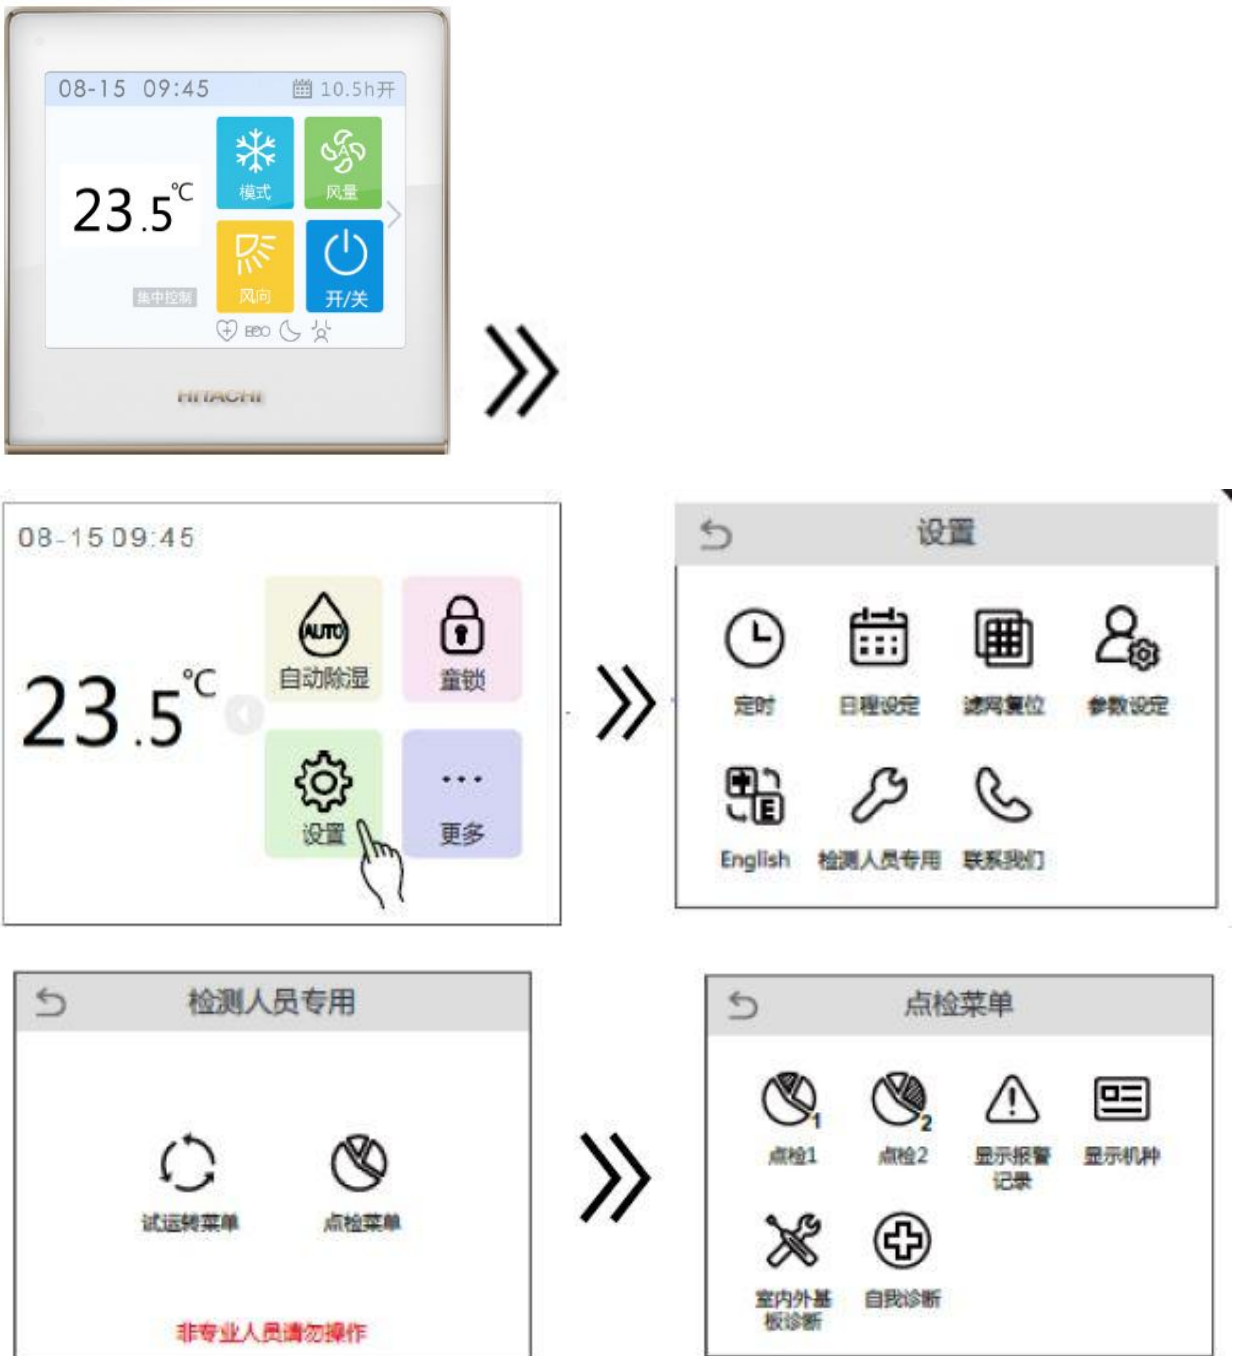 08-15 09:45 10.5h开
23.5℃
模式 风量
A
集中控制 风向 开/关
ECO
HITACHI
08-15 09:45
23.5℃
AUTO
自动除湿 童锁
设置 更多
设置
定时 日程设定 滤网复位 参数设定
中
E
English 检测人员专用 联系我们
检测人员专用
试运转菜单 点检菜单
非专业人员请勿操作
点检菜单
1 2
点检1 点检2 显示报警 显示机种
记录
室内外基 自我诊断
板诊断